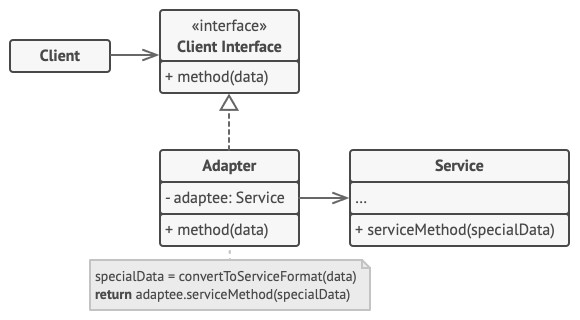 Client
«interface»
Client Interface
+ method(data)
Adapter
- adaptee: Service
+ method(data)
Service
...
+ serviceMethod(specialData)
specialData = convertToServiceFormat(data)
return adaptee.serviceMethod(specialData)